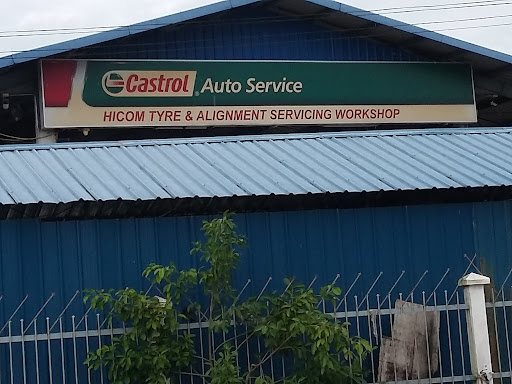 Castrol Auto Service
HICOM TYRE & ALIGNMENT SERVICING WORKSHOP